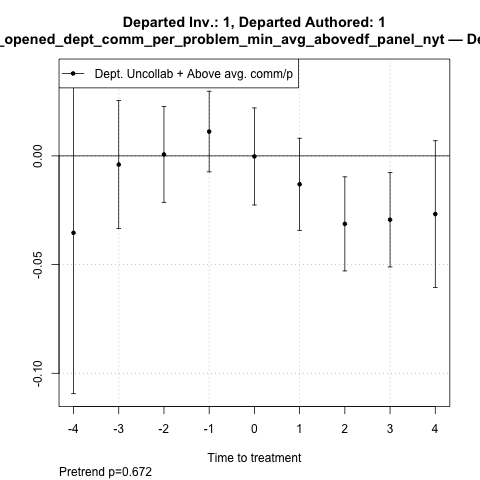 Departed Inv.: 1, Departed Authored: 1
_opened_dept_comm_per_problem_min_avg_abovedf_panel_nyt — De
Dept. Uncollab + Above avg. comm/p
0.00
-0.05
-0.10
-4 -3 -2 -1 0 1 2 3 4
Time to treatment
Pretrend p=0.672